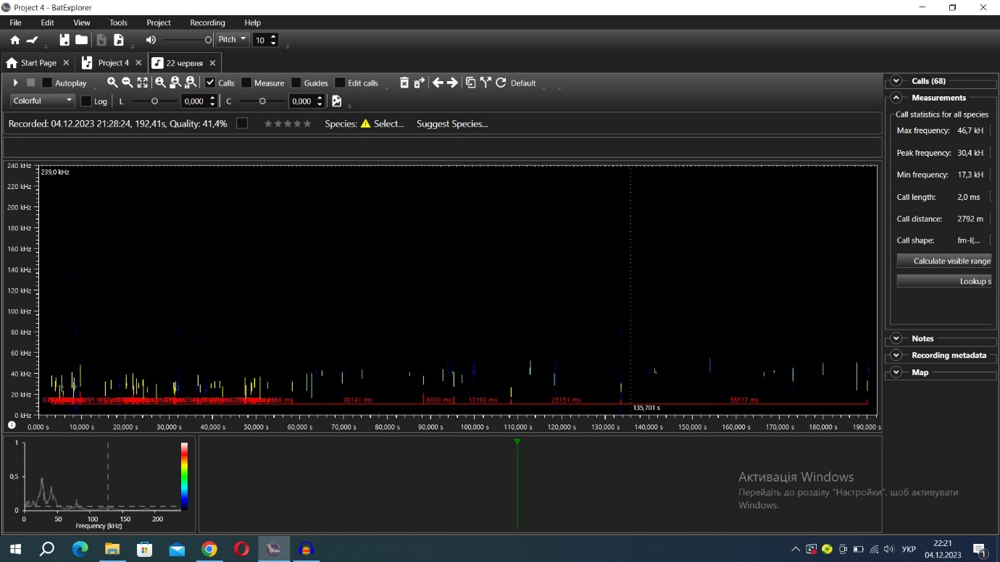 Project 4 - BatExplorer
File Edit View Tools Project Recording Help
Pitch 10
Start Page Project 4 22 червня
Autoplay Calls Measure Guides Edit calls Default
Colorful Log L 0,000 C 0,000
Recorded: 04.12.2023 21:28:24, 192,41s, Quality: 41,4% Species: Select... Suggest Species...
Calls (68)
Measurements
Call statistics for all species
Max frequency: 46,7 kH
Peak frequency: 30,4 kH
Min frequency: 17,3 kH
Call length: 2,0 ms
Call distance: 2792 m
Call shape: fm-l(...
Calculate visible range
Lookup s
Notes
Recording metadata
Map
240 kHz
239,0 kHz
220 kHz
200 kHz
180 kHz
160 kHz
140 kHz
120 kHz
100 kHz
80 kHz
60 kHz
40 kHz
20 kHz
30141 ms 6930 ms 13193 ms 25151 ms 56517 ms
135,701 s
0 kHz
0,000 s 10,000 s 20,000 s 30,000 s 40,000 s 50,000 s 60,000 s 70,000 s 80,000 s 90,000 s 100,000 s 110,000 s 120,000 s 130,000 s 140,000 s 150,000 s 160,000 s 170,000 s 180,000 s 190,000 s
1
0,5
0
0 50 100 150 200
Frequency [kHz]
Активація Windows
Перейдіть до розділу "Настройки", щоб активувати
Windows.
УКР
22:21
04.12.2023
1